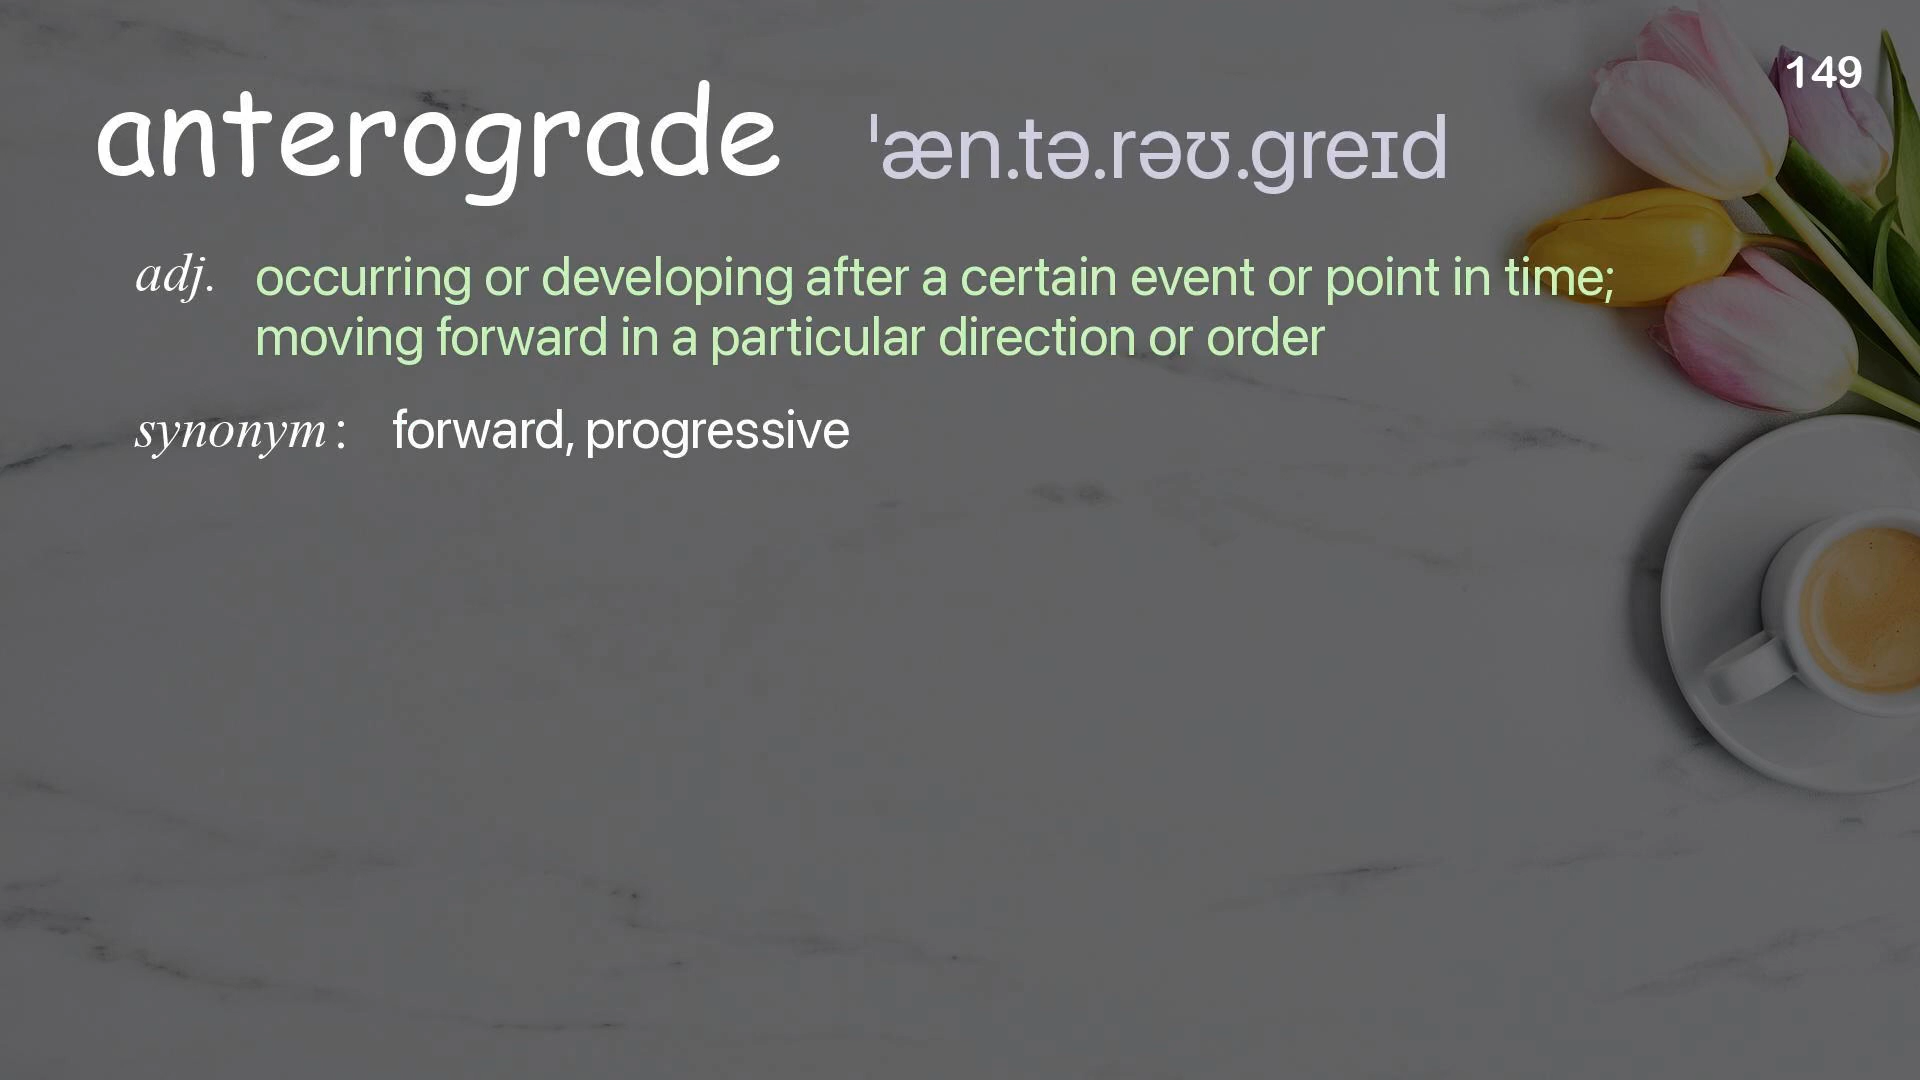 149
anterograde ˈæn.tə.rəʊ.greɪd
adj. occurring or developing after a certain event or point in time;
moving forward in a particular direction or order
synonym: forward, progressive